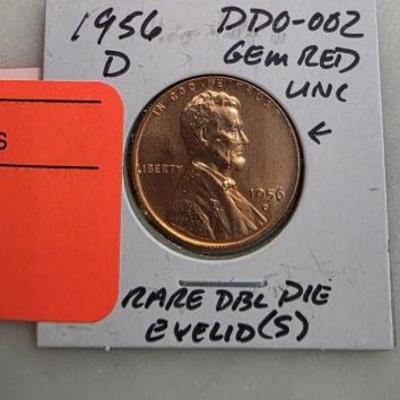 1956 DDO-002
D GEM RED
UNC
S
IN GOD WE TRUST
LIBERTY
1956
D
RARE DBL DIE
EYELID(S)